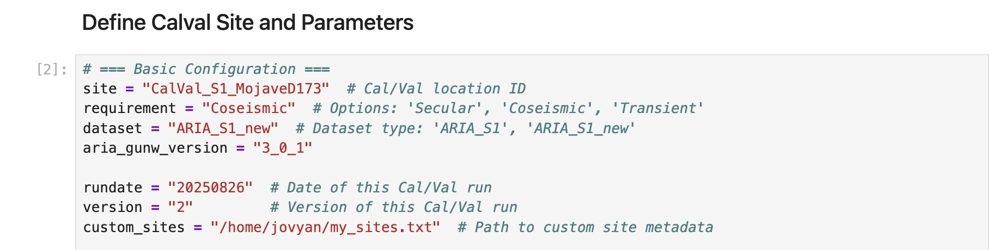 Define Calval Site and Parameters
[2]:
# === Basic Configuration ===
site = "CalVal_S1_MojaveD173"  # Cal/Val location ID
requirement = "Coseismic"  # Options: 'Secular', 'Coseismic', 'Transient'
dataset = "ARIA_S1_new"  # Dataset type: 'ARIA_S1', 'ARIA_S1_new'
aria_gunw_version = "3_0_1"
rundate = "20250826"  # Date of this Cal/Val run
version = "2"         # Version of this Cal/Val run
custom_sites = "/home/jovyan/my_sites.txt"  # Path to custom site metadata